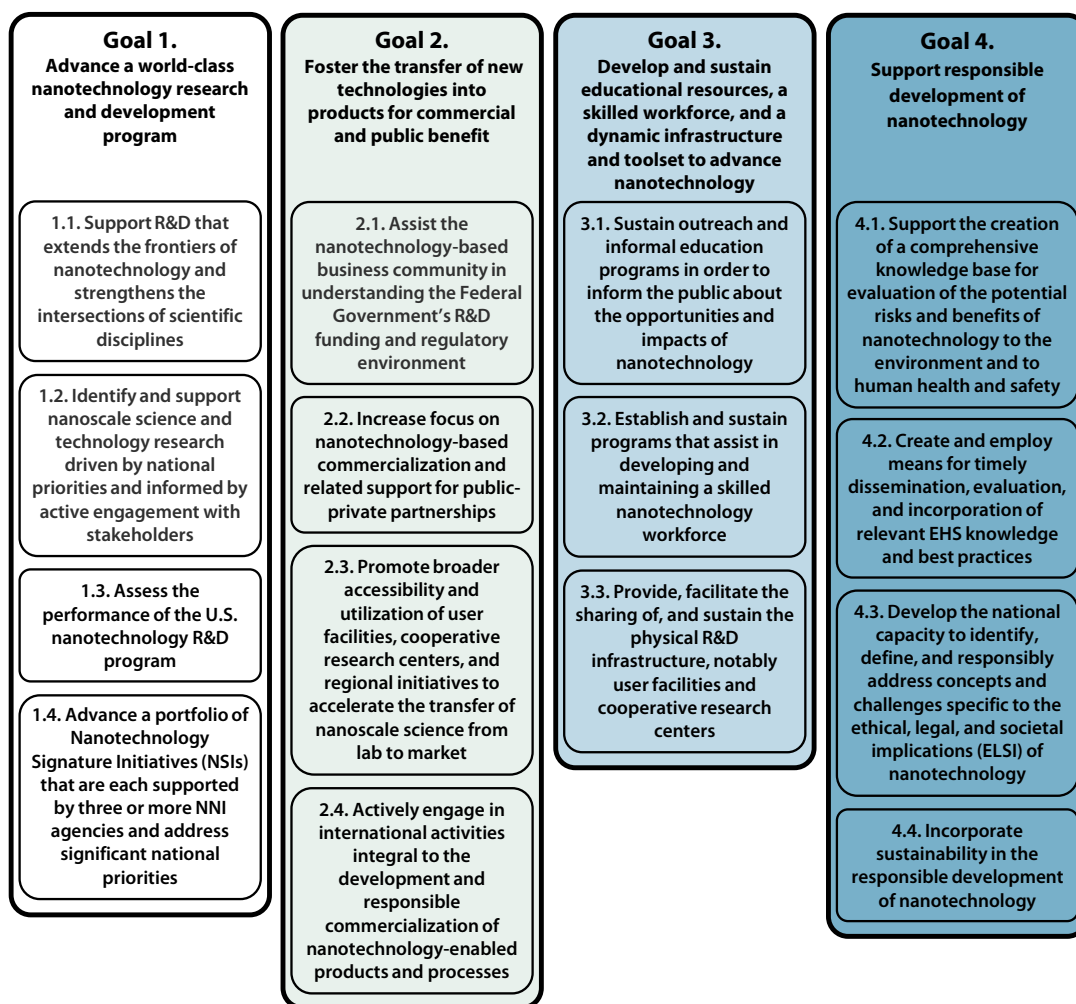 Goal 1.
Advance a world-class
nanotechnology research
and development
program
1.1. Support R&D that
extends the frontiers of
nanotechnology and
strengthens the
intersections of scientific
disciplines
1.2. Identify and support
nanoscale science and
technology research
driven by national
priorities and informed by
active engagement with
stakeholders
1.3. Assess the
performance of the U.S.
nanotechnology R&D
program
1.4. Advance a portfolio of
Nanotechnology
Signature Initiatives (NSIs)
that are each supported
by three or more NNI
agencies and address
significant national
priorities
Goal 2.
Foster the transfer of new
technologies into
products for commercial
and public benefit
2.1. Assist the
nanotechnology-based
business community in
understanding the Federal
Government’s R&D
funding and regulatory
environment
2.2. Increase focus on
nanotechnology-based
commercialization and
related support for public-
private partnerships
2.3. Promote broader
accessibility and
utilization of user
facilities, cooperative
research centers, and
regional initiatives to
accelerate the transfer of
nanoscale science from
lab to market
2.4. Actively engage in
international activities
integral to the
development and
responsible
commercialization of
nanotechnology-enabled
products and processes
Goal 3.
Develop and sustain
educational resources, a
skilled workforce, and a
dynamic infrastructure
and toolset to advance
nanotechnology
3.1. Sustain outreach and
informal education
programs in order to
inform the public about
the opportunities and
impacts of
nanotechnology
3.2. Establish and sustain
programs that assist in
developing and
maintaining a skilled
nanotechnology
workforce
3.3. Provide, facilitate the
sharing of, and sustain the
physical R&D
infrastructure, notably
user facilities and
cooperative research
centers
Goal 4.
Support responsible
development of
nanotechnology
4.1. Support the creation
of a comprehensive
knowledge base for
evaluation of the potential
risks and benefits of
nanotechnology to the
environment and to
human health and safety
4.2. Create and employ
means for timely
dissemination, evaluation,
and incorporation of
relevant EHS knowledge
and best practices
4.3. Develop the national
capacity to identify,
define, and responsibly
address concepts and
challenges specific to the
ethical, legal, and societal
implications (ELSI) of
nanotechnology
4.4. Incorporate
sustainability in the
responsible development
of nanotechnology